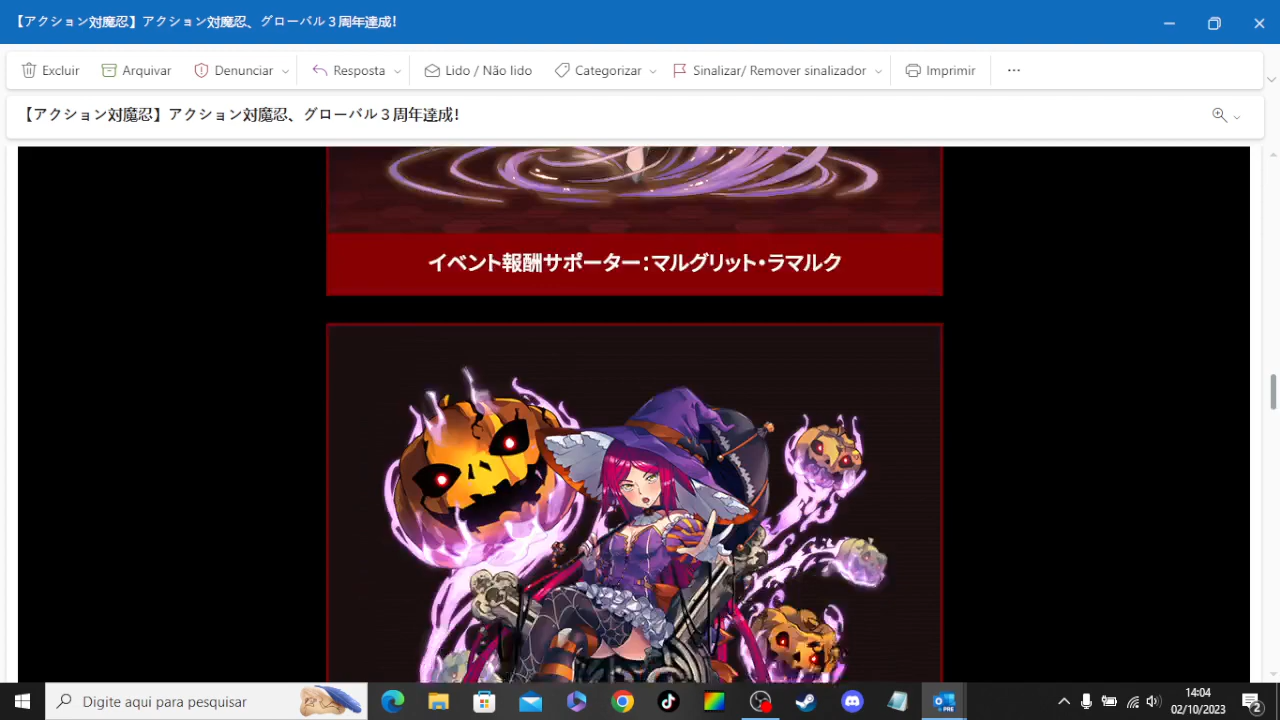 【アクション対魔忍】アクション対魔忍、グローバル３周年達成!
Excluir Arquivar Denunciar Resposta Lido / Não lido Categorizar Sinalizar/ Remover sinalizador Imprimir ...
【アクション対魔忍】アクション対魔忍、グローバル３周年達成!
イベント報酬サポーター：マルグリット・ラマルク
Digite aqui para pesquisar
PRE
14:04
02/10/2023
2